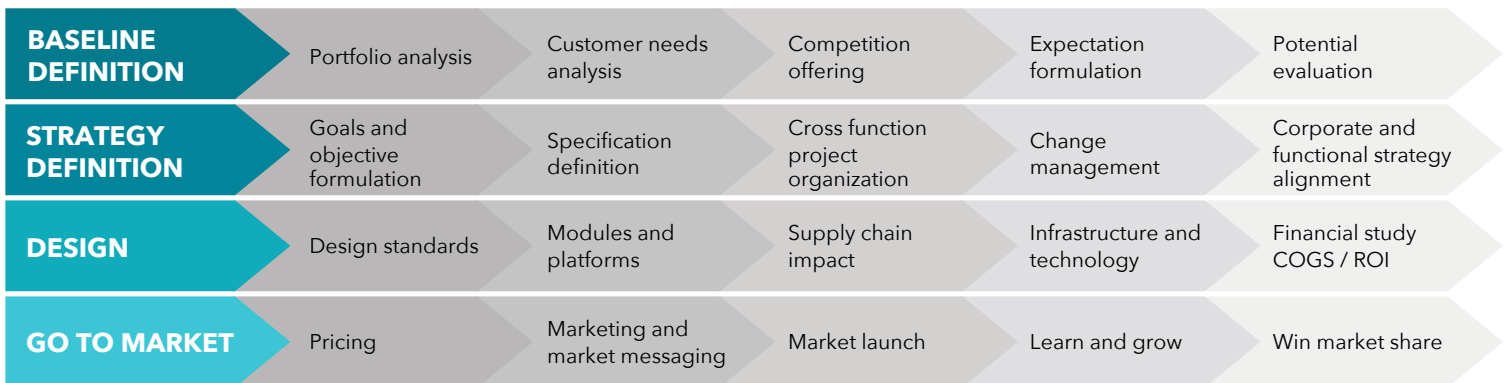 BASELINE
DEFINITION
Portfolio analysis
Customer needs
analysis
Competition
offering
Expectation
formulation
Potential
evaluation
STRATEGY
DEFINITION
Goals and
objective
formulation
Specification
definition
Cross function
project
organization
Change
management
Corporate and
functional strategy
alignment
DESIGN
Design standards
Modules and
platforms
Supply chain
impact
Infrastructure and
technology
Financial study
COGS / ROI
GO TO MARKET
Pricing
Marketing and
market messaging
Market launch
Learn and grow
Win market share